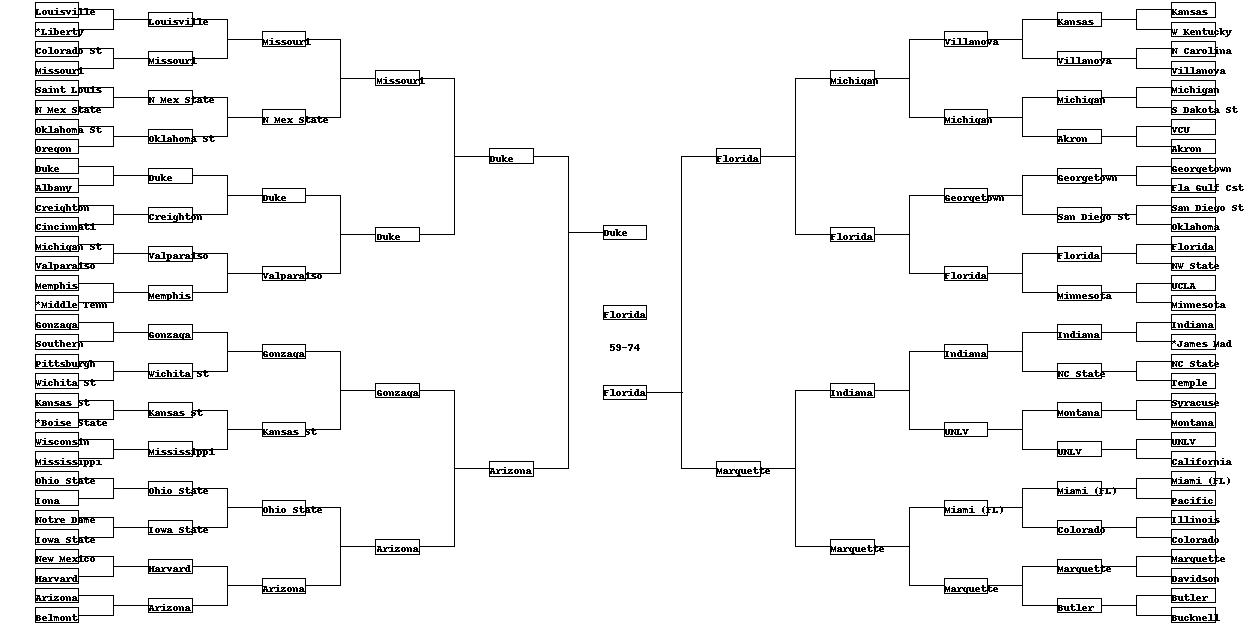 Louisville
*Liberty
Colorado St
Missouri
Saint Louis
N Mex State
Oklahoma St
Oregon
Duke
Albany
Creighton
Cincinnati
Michigan St
Valparaiso
Memphis
*Middle Tenn
Gonzaga
Southern
Pittsburgh
Wichita St
Kansas St
*Boise State
Wisconsin
Mississippi
Ohio State
Iona
Notre Dame
Iowa State
New Mexico
Harvard
Arizona
Belmont
Louisville
Missouri
N Mex State
Oklahoma St
Duke
Creighton
Valparaiso
Memphis
Gonzaga
Wichita St
Kansas St
Mississippi
Ohio State
Iowa State
Harvard
Arizona
Missouri
N Mex State
Duke
Valparaiso
Gonzaga
Kansas St
Ohio State
Arizona
Missouri
Duke
Gonzaga
Arizona
Duke
Arizona
Duke
Florida
59-74
Florida
Florida
Marquette
Michigan
Florida
Indiana
Marquette
Villanova
Michigan
Georgetown
Florida
Indiana
UNLV
Miami (FL)
Marquette
Kansas
Villanova
Michigan
Akron
Georgetown
San Diego St
Florida
Minnesota
Indiana
NC State
Montana
UNLV
Miami (FL)
Colorado
Marquette
Butler
Kansas
W Kentucky
N Carolina
Villanova
Michigan
S Dakota St
VCU
Akron
Georgetown
Fla Gulf Cst
San Diego St
Oklahoma
Florida
NW State
UCLA
Minnesota
Indiana
*James Mad
NC State
Temple
Syracuse
Montana
UNLV
California
Miami (FL)
Pacific
Illinois
Colorado
Marquette
Davidson
Butler
Bucknell